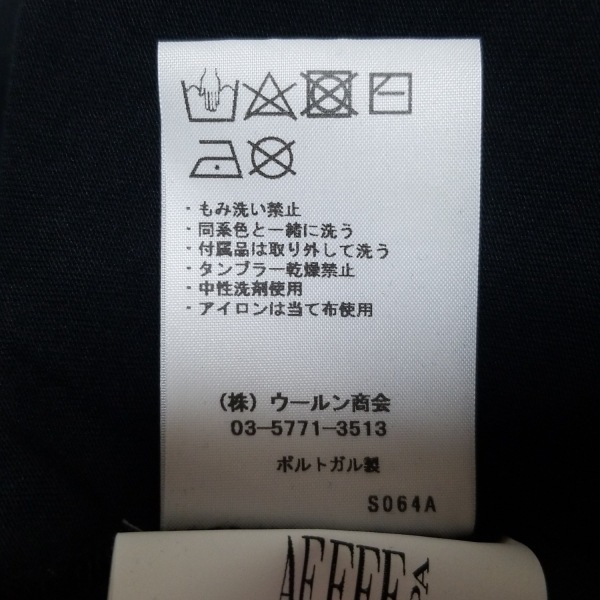 ・もみ洗い禁止
・同系色と一緒に洗う
・付属品は取り外して洗う
・タンブラー乾燥禁止
・中性洗剤使用
・アイロンは当て布使用
（株）ウールン商会
03-5771-3513
ポルトガル製
S064A